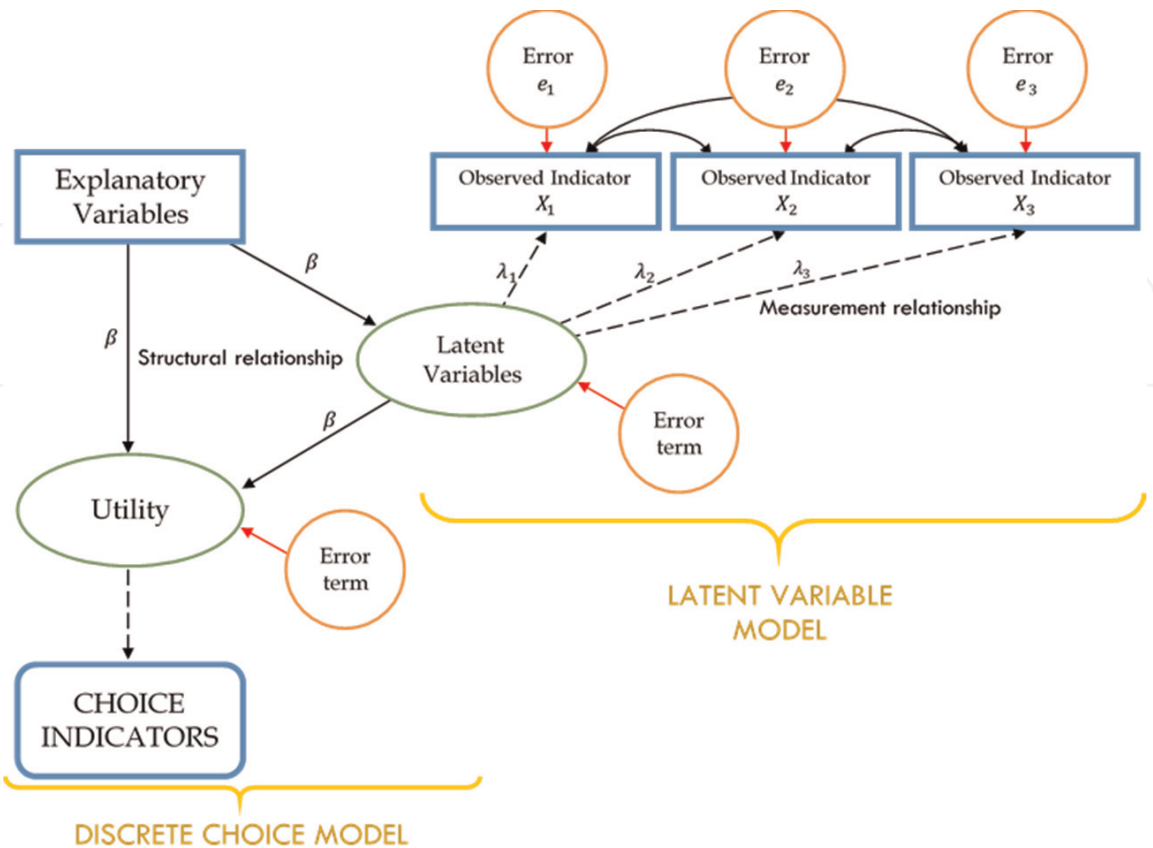 Error
e₁
Error
e₂
Error
e₃
Explanatory
Variables
Observed Indicator
X₁
Observed Indicator
X₂
Observed Indicator
X₃
β
λ₁
λ₂
λ₃
Measurement relationship
β
Structural relationship
Latent
Variables
β
Error
term
Utility
Error
term
LATENT VARIABLE
MODEL
CHOICE
INDICATORS
DISCRETE CHOICE MODEL